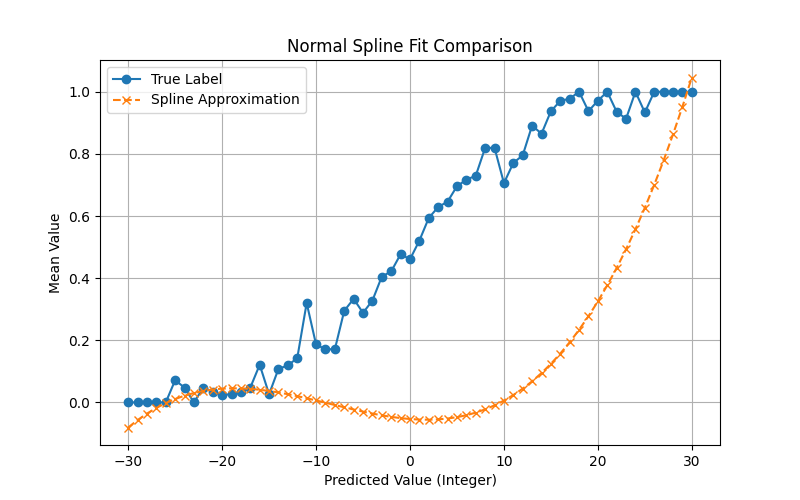 Normal Spline Fit Comparison
True Label
Spline Approximation
1.0
0.8
0.6
0.4
0.2
0.0
Mean Value
−30
−20
−10
0
10
20
30
Predicted Value (Integer)